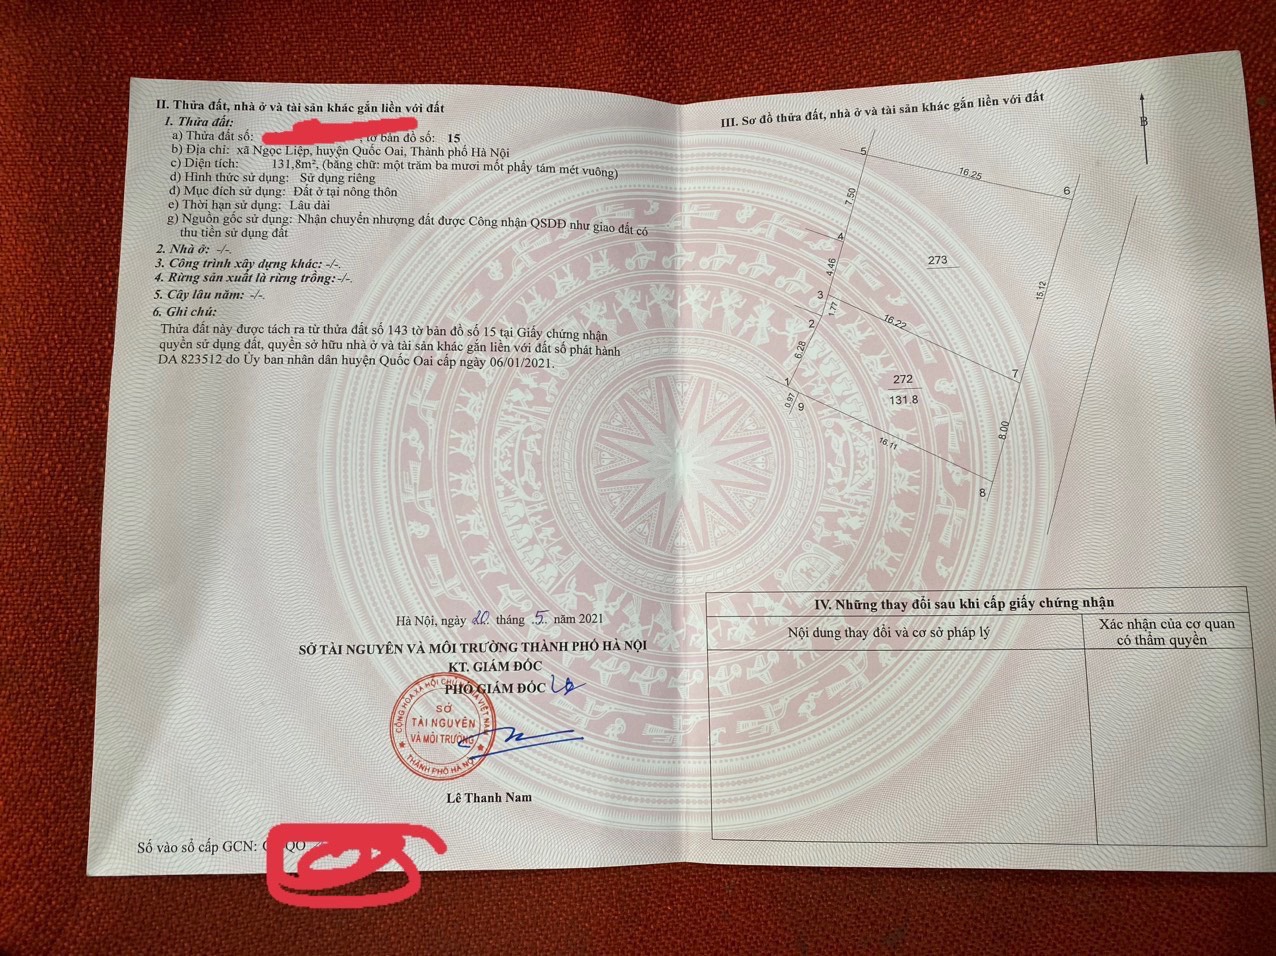 II. Thửa đất, nhà ở và tài sản khác gắn liền với đất
1. Thửa đất:
a) Thửa đất số: , tờ bản đồ số: 15
b) Địa chỉ: xã Ngọc Liệp, huyện Quốc Oai, Thành phố Hà Nội
c) Diện tích: 131,8m², (bằng chữ: một trăm ba mươi mốt phẩy tám mét vuông)
d) Hình thức sử dụng: Sử dụng riêng
đ) Mục đích sử dụng: Đất ở tại nông thôn
e) Thời hạn sử dụng: Lâu dài
g) Nguồn gốc sử dụng: Nhận chuyển nhượng đất được Công nhận QSDĐ như giao đất có
thu tiền sử dụng đất
2. Nhà ở: -/-.
3. Công trình xây dựng khác: -/-.
4. Rừng sản xuất là rừng trồng: -/-.
5. Cây lâu năm: -/-.
6. Ghi chú:
Thửa đất này được tách ra từ thửa đất số 143 tờ bản đồ số 15 tại Giấy chứng nhận
quyền sử dụng đất, quyền sở hữu nhà ở và tài sản khác gắn liền với đất số phát hành
DA 823512 do Ủy ban nhân dân huyện Quốc Oai cấp ngày 06/01/2021.
Hà Nội, ngày 20 tháng 5 năm 2021
SỞ TÀI NGUYÊN VÀ MÔI TRƯỜNG THÀNH PHỐ HÀ NỘI
KT. GIÁM ĐỐC
PHÓ GIÁM ĐỐC
CỘNG HÒA XÃ HỘI CHỦ NGHĨA VIỆT NAM
SỞ
TÀI NGUYÊN
VÀ MÔI TRƯỜNG
THÀNH PHỐ HÀ NỘI
Lê Thanh Nam
Số vào sổ cấp GCN: QO
III. Sơ đồ thửa đất, nhà ở và tài sản khác gắn liền với đất
B
5
16.25
6
7.50
4
273
4.46
15.12
3
1.77
16.22
2
6.28
7
1
272
131.8
0.97
9
8.00
16.11
8
IV. Những thay đổi sau khi cấp giấy chứng nhận
Nội dung thay đổi và cơ sở pháp lý
Xác nhận của cơ quan
có thẩm quyền